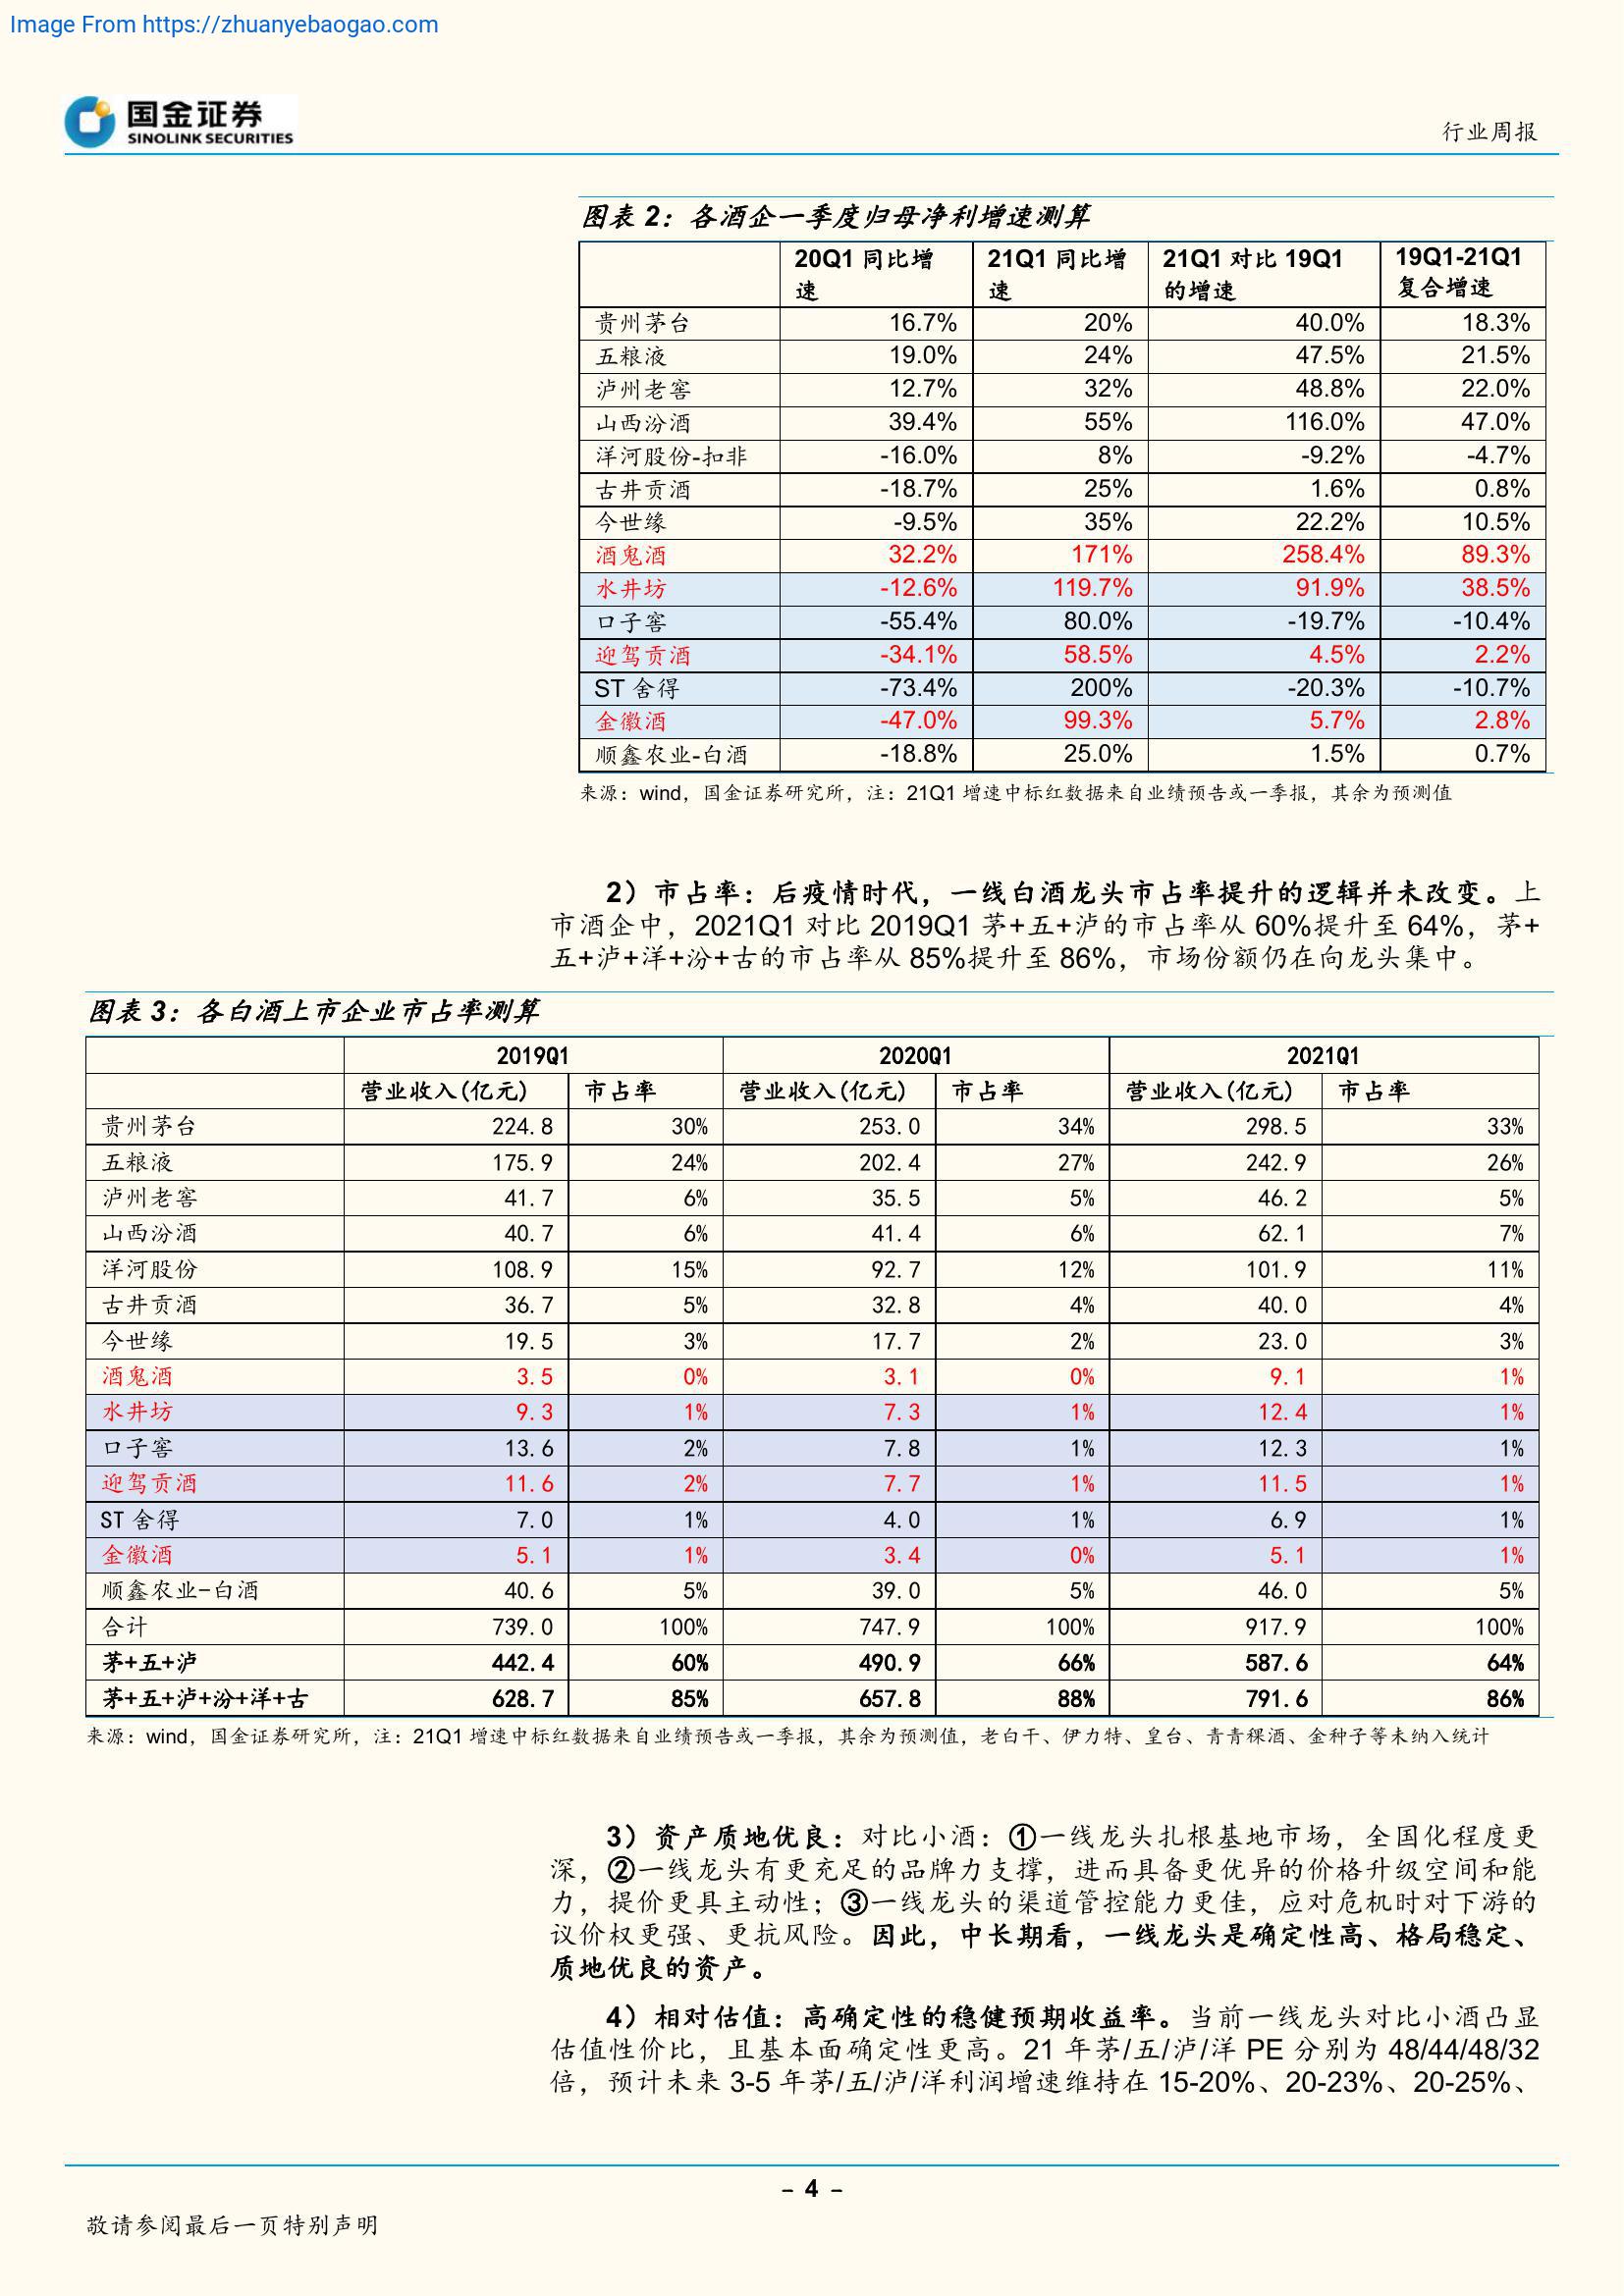 Image From https://zhuanyebaogao.com
国金证券
SINOLINK SECURITIES
行业周报
图表 2：各酒企一季度归母净利增速测算
20Q1 同比增速 21Q1 同比增速 21Q1 对比 19Q1 的增速 19Q1-21Q1 复合增速
贵州茅台 16.7% 20% 40.0% 18.3%
五粮液 19.0% 24% 47.5% 21.5%
泸州老窖 12.7% 32% 48.8% 22.0%
山西汾酒 39.4% 55% 116.0% 47.0%
洋河股份-扣非 -16.0% 8% -9.2% -4.7%
古井贡酒 -18.7% 25% 1.6% 0.8%
今世缘 -9.5% 35% 22.2% 10.5%
酒鬼酒 32.2% 171% 258.4% 89.3%
水井坊 -12.6% 119.7% 91.9% 38.5%
口子窖 -55.4% 80.0% -19.7% -10.4%
迎驾贡酒 -34.1% 58.5% 4.5% 2.2%
ST 舍得 -73.4% 200% -20.3% -10.7%
金徽酒 -47.0% 99.3% 5.7% 2.8%
顺鑫农业-白酒 -18.8% 25.0% 1.5% 0.7%
来源：wind，国金证券研究所，注：21Q1 增速中标红数据来自业绩预告或一季报，其余为预测值
2）市占率：后疫情时代，一线白酒龙头市占率提升的逻辑并未改变。上
市酒企中，2021Q1 对比 2019Q1 茅+五+泸的市占率从 60%提升至 64%，茅+
五+泸+洋+汾+古的市占率从 85%提升至 86%，市场份额仍在向龙头集中。
图表 3：各白酒上市企业市占率测算
2019Q1 2020Q1 2021Q1
营业收入(亿元) 市占率 营业收入(亿元) 市占率 营业收入(亿元) 市占率
贵州茅台 224.8 30% 253.0 34% 298.5 33%
五粮液 175.9 24% 202.4 27% 242.9 26%
泸州老窖 41.7 6% 35.5 5% 46.2 5%
山西汾酒 40.7 6% 41.4 6% 62.1 7%
洋河股份 108.9 15% 92.7 12% 101.9 11%
古井贡酒 36.7 5% 32.8 4% 40.0 4%
今世缘 19.5 3% 17.7 2% 23.0 3%
酒鬼酒 3.5 0% 3.1 0% 9.1 1%
水井坊 9.3 1% 7.3 1% 12.4 1%
口子窖 13.6 2% 7.8 1% 12.3 1%
迎驾贡酒 11.6 2% 7.7 1% 11.5 1%
ST 舍得 7.0 1% 4.0 1% 6.9 1%
金徽酒 5.1 1% 3.4 0% 5.1 1%
顺鑫农业-白酒 40.6 5% 39.0 5% 46.0 5%
合计 739.0 100% 747.9 100% 917.9 100%
茅+五+泸 442.4 60% 490.9 66% 587.6 64%
茅+五+泸+汾+洋+古 628.7 85% 657.8 88% 791.6 86%
来源：wind，国金证券研究所，注：21Q1 增速中标红数据来自业绩预告或一季报，其余为预测值，老白干、伊力特、皇台、青青稞酒、金种子等未纳入统计
3）资产质地优良：对比小酒：①一线龙头扎根基地市场，全国化程度更
深，②一线龙头有更充足的品牌力支撑，进而具备更优异的价格升级空间和能
力，提价更具主动性；③一线龙头的渠道管控能力更佳，应对危机时对下游的
议价权更强、更抗风险。因此，中长期看，一线龙头是确定性高、格局稳定、
质地优良的资产。
4）相对估值：高确定性的稳健预期收益率。当前一线龙头对比小酒凸显
估值性价比，且基本面确定性更高。21 年茅/五/泸/洋 PE 分别为 48/44/48/32
倍，预计未来 3-5 年茅/五/泸/洋利润增速维持在 15-20%、20-23%、20-25%、
- 4 -
敬请参阅最后一页特别声明